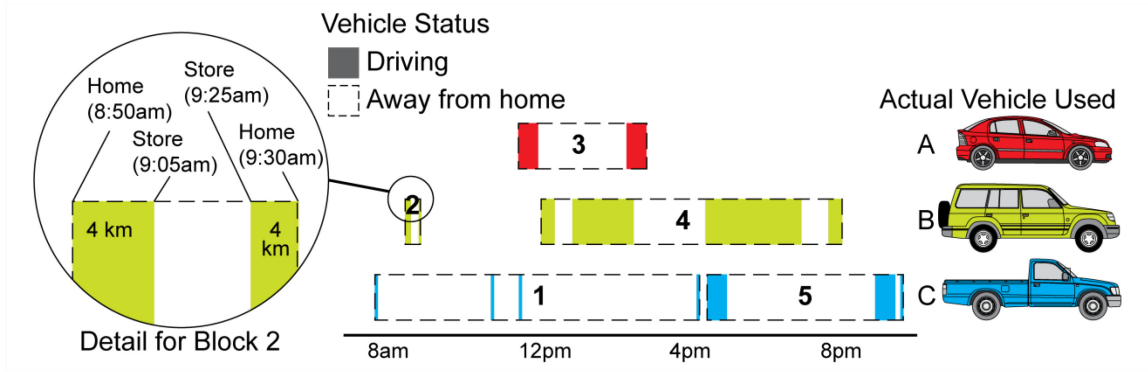 Vehicle Status
Driving
Away from home
Home
(8:50am)
Store
(9:05am)
Store
(9:25am)
Home
(9:30am)
4 km
4
km
Detail for Block 2
3
2
4
1
5
8am
12pm
4pm
8pm
Actual Vehicle Used
A
B
C